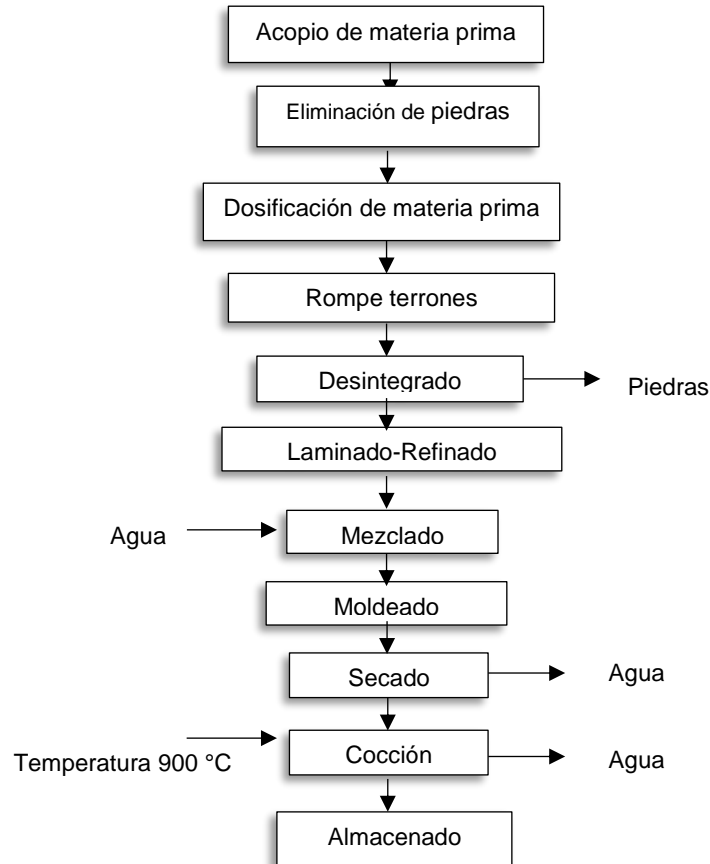 Acopio de materia prima
Eliminación de piedras
Dosificación de materia prima
Rompe terrones
Desintegrado
Piedras
Laminado-Refinado
Agua
Mezclado
Moldeado
Secado
Agua
Temperatura 900 °C
Cocción
Agua
Almacenado